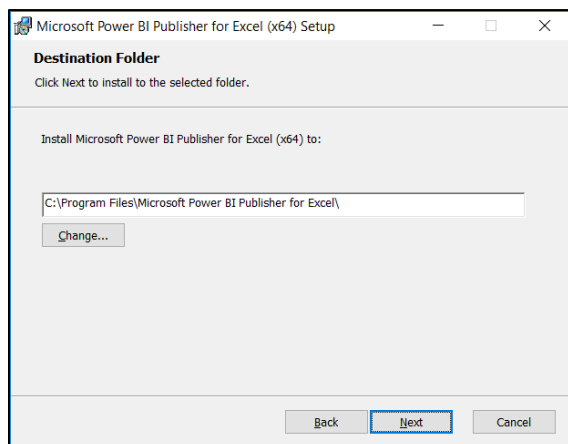 Microsoft Power BI Publisher for Excel (x64) Setup
Destination Folder
Click Next to install to the selected folder.
Install Microsoft Power BI Publisher for Excel (x64) to:
C:\Program Files\Microsoft Power BI Publisher for Excel\
Change...
Back Next Cancel